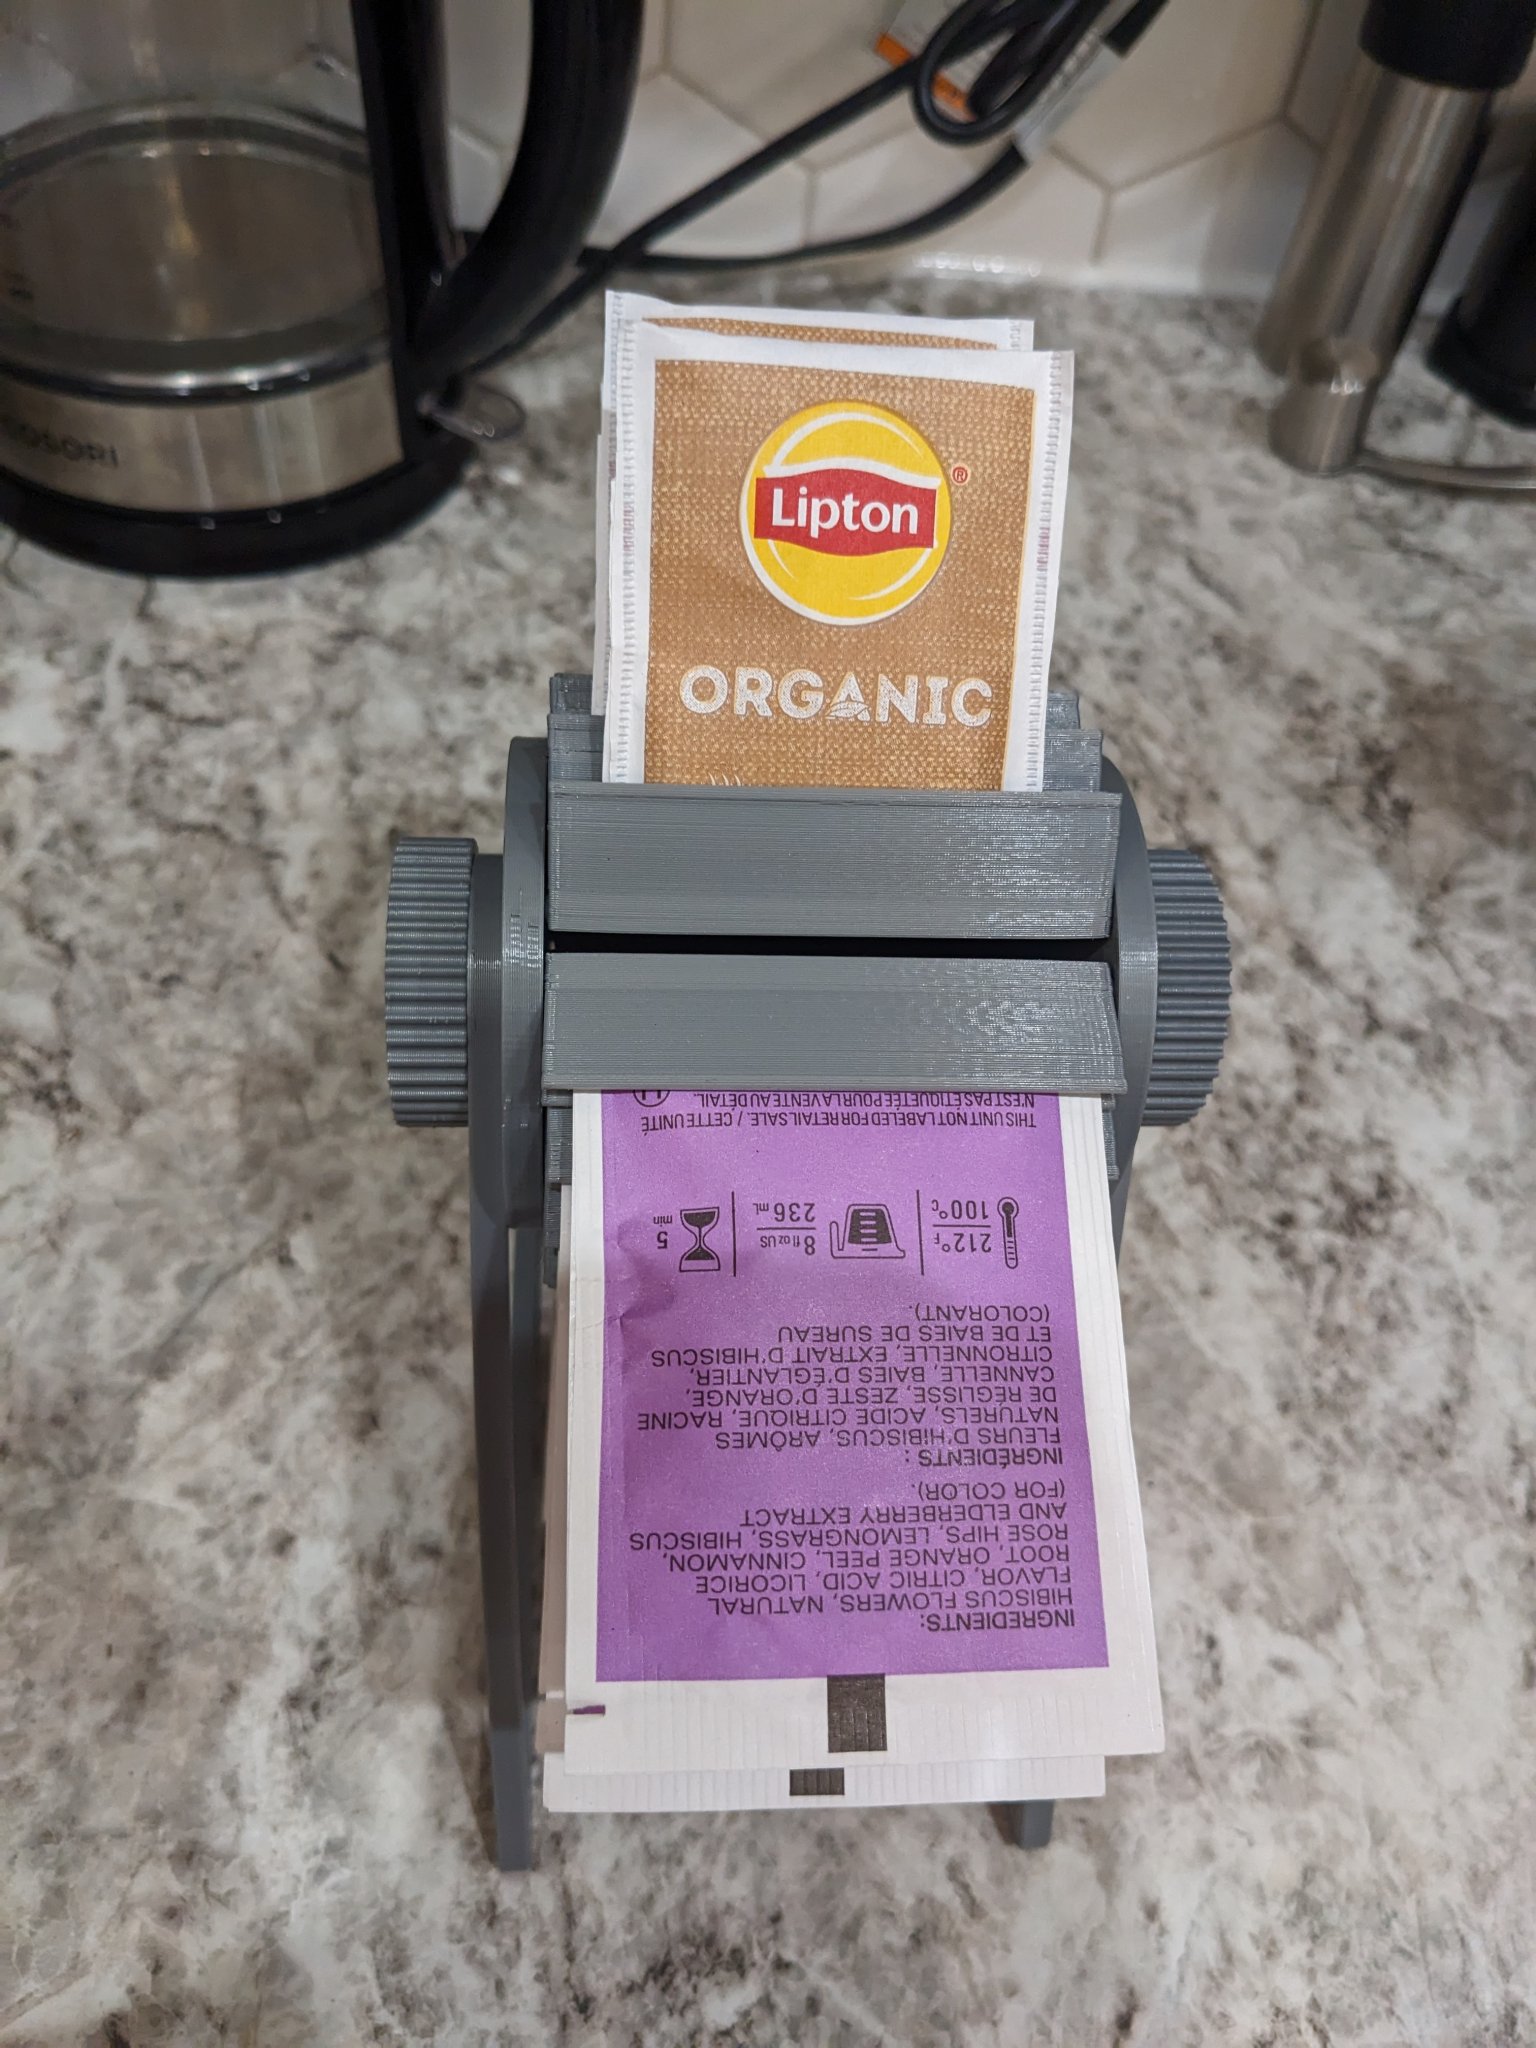 COSORI
Lipton
®
ORGANIC
INGREDIENTS:
HIBISCUS FLOWERS, NATURAL
FLAVOR, CITRIC ACID, LICORICE
ROOT, ORANGE PEEL, CINNAMON,
ROSE HIPS, LEMONGRASS, HIBISCUS
AND ELDERBERRY EXTRACT
(FOR COLOR).
INGRÉDIENTS :
FLEURS D'HIBISCUS, ARÔMES
NATURELS, ACIDE CITRIQUE, RACINE
DE RÉGLISSE, ZESTE D'ORANGE,
CANNELLE, BAIES D'ÉGLANTIER,
CITRONNELLE, EXTRAIT D'HIBISCUS
ET DE BAIES DE SUREAU
(COLORANT).
212°F
100°C
8 fl oz US
236 mL
5
min
THIS UNIT NOT LABELED FOR RETAIL SALE. / CETTE UNITÉ
N'EST PAS ÉTIQUETÉE POUR LA VENTE AU DÉTAIL.